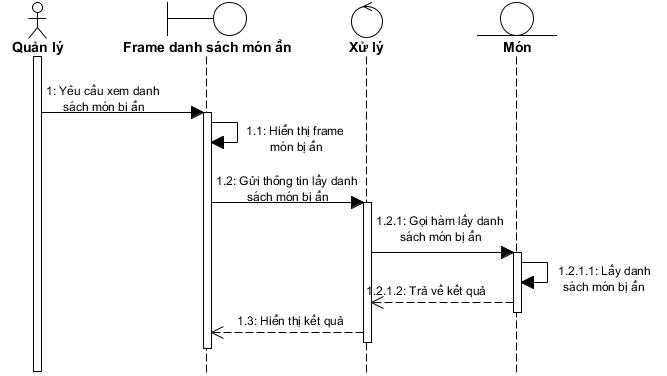 Quản lý
Frame danh sách món ẩn
Xử lý
Món
1: Yêu cầu xem danh
sách món bị ẩn
1.1: Hiển thị frame
món bị ẩn
1.2: Gửi thông tin lấy danh
sách món bị ẩn
1.2.1: Gọi hàm lấy danh
sách món bị ẩn
1.2.1.1: Lấy danh
sách món bị ẩn
1.2.1.2: Trả về kết quả
1.3: Hiển thị kết quả